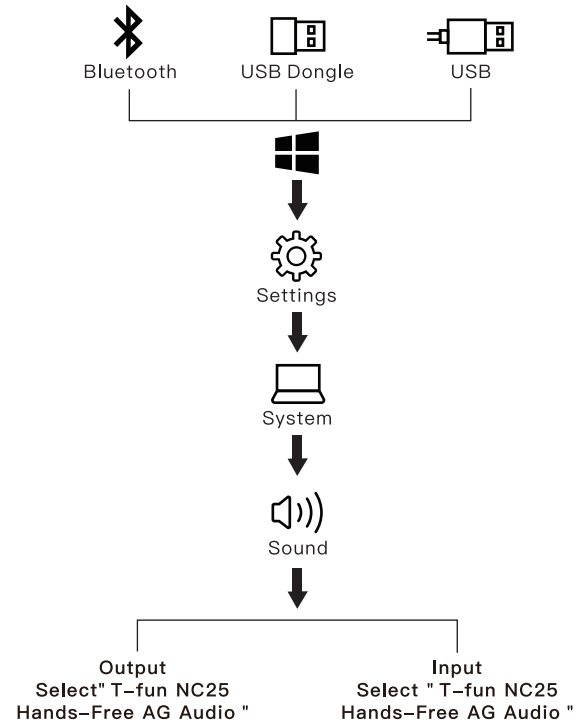 Bluetooth
USB Dongle
USB
Settings
System
Sound
Output
Select" T–fun NC25
Hands–Free AG Audio "
Input
Select " T–fun NC25
Hands–Free AG Audio "